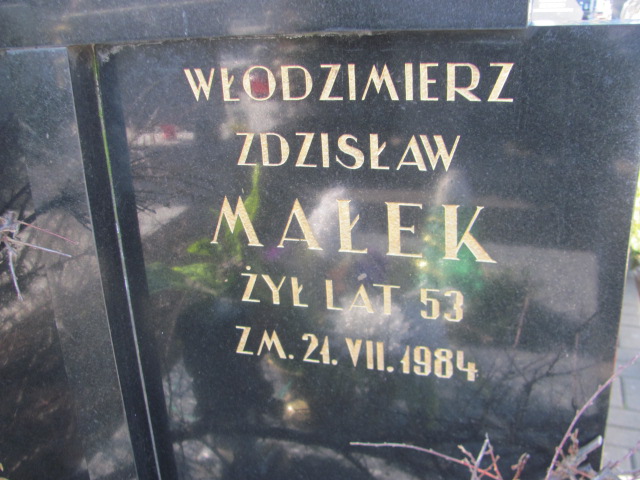 WŁODZIMIERZ
ZDZISŁAW
MAŁEK
ŻYŁ LAT 53
ZM. 21. VII. 1984